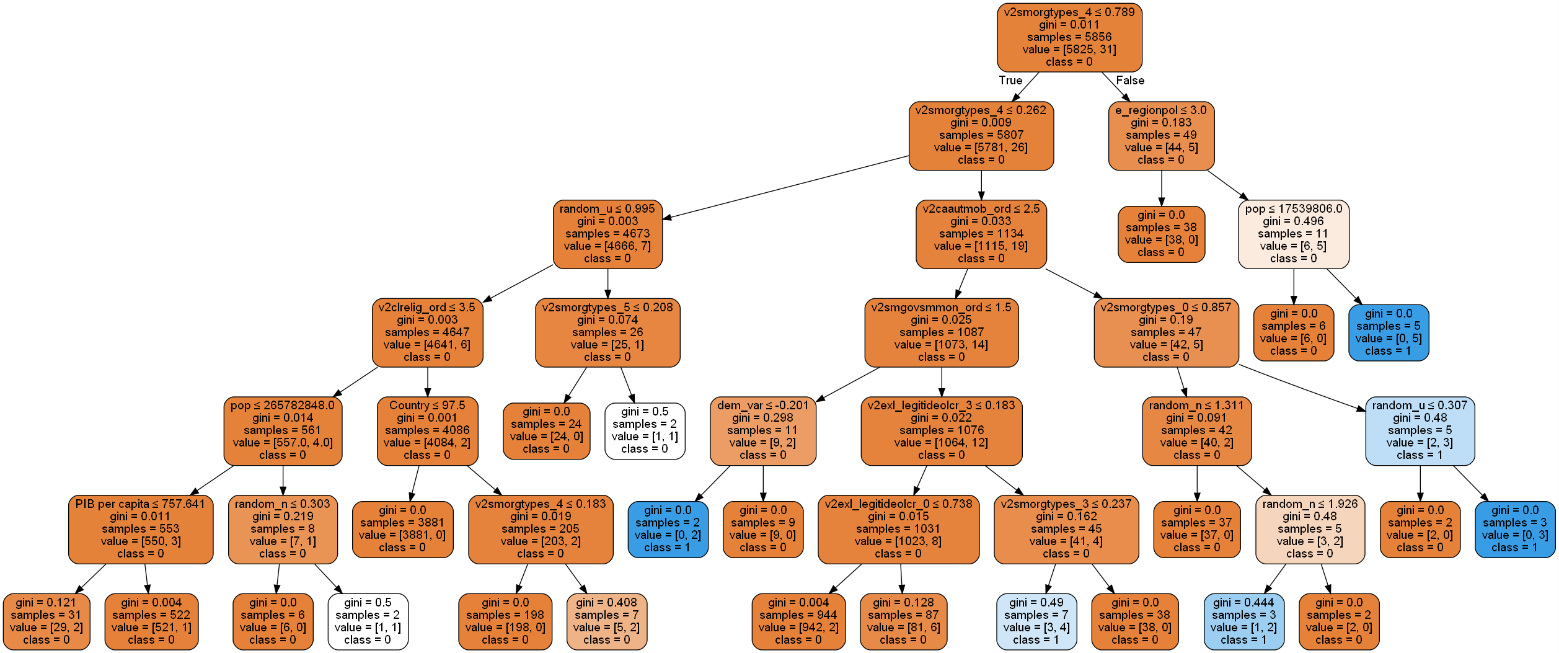 v2smorgtypes_4 ≤ 0.789
gini = 0.011
samples = 5856
value = [5825, 31]
class = 0
True
False
v2smorgtypes_4 ≤ 0.262
gini = 0.009
samples = 5807
value = [5781, 26]
class = 0
e_regionpol ≤ 3.0
gini = 0.183
samples = 49
value = [44, 5]
class = 0
random_u ≤ 0.995
gini = 0.003
samples = 4673
value = [4666, 7]
class = 0
v2caautmob_ord ≤ 2.5
gini = 0.033
samples = 1134
value = [1115, 19]
class = 0
gini = 0.0
samples = 38
value = [38, 0]
class = 0
pop ≤ 17539806.0
gini = 0.496
samples = 11
value = [6, 5]
class = 0
v2clrelig_ord ≤ 3.5
gini = 0.003
samples = 4647
value = [4641, 6]
class = 0
v2smorgtypes_5 ≤ 0.208
gini = 0.074
samples = 26
value = [25, 1]
class = 0
v2smgovsmmon_ord ≤ 1.5
gini = 0.025
samples = 1087
value = [1073, 14]
class = 0
v2smorgtypes_0 ≤ 0.857
gini = 0.19
samples = 47
value = [42, 5]
class = 0
gini = 0.0
samples = 6
value = [6, 0]
class = 0
gini = 0.0
samples = 5
value = [0, 5]
class = 1
pop ≤ 265782848.0
gini = 0.014
samples = 561
value = [557.0, 4.0]
class = 0
Country ≤ 97.5
gini = 0.001
samples = 4086
value = [4084, 2]
class = 0
gini = 0.0
samples = 24
value = [24, 0]
class = 0
gini = 0.5
samples = 2
value = [1, 1]
class = 0
dem_var ≤ -0.201
gini = 0.298
samples = 11
value = [9, 2]
class = 0
v2exl_legitideolcr_3 ≤ 0.183
gini = 0.022
samples = 1076
value = [1064, 12]
class = 0
random_n ≤ 1.311
gini = 0.091
samples = 42
value = [40, 2]
class = 0
random_u ≤ 0.307
gini = 0.48
samples = 5
value = [2, 3]
class = 1
PIB per capita ≤ 757.641
gini = 0.011
samples = 553
value = [550, 3]
class = 0
random_n ≤ 0.303
gini = 0.219
samples = 8
value = [7, 1]
class = 0
gini = 0.0
samples = 3881
value = [3881, 0]
class = 0
v2smorgtypes_4 ≤ 0.183
gini = 0.019
samples = 205
value = [203, 2]
class = 0
gini = 0.0
samples = 2
value = [0, 2]
class = 1
gini = 0.0
samples = 9
value = [9, 0]
class = 0
v2exl_legitideolcr_0 ≤ 0.738
gini = 0.015
samples = 1031
value = [1023, 8]
class = 0
v2smorgtypes_3 ≤ 0.237
gini = 0.162
samples = 45
value = [41, 4]
class = 0
gini = 0.0
samples = 37
value = [37, 0]
class = 0
random_n ≤ 1.926
gini = 0.48
samples = 5
value = [3, 2]
class = 0
gini = 0.0
samples = 2
value = [2, 0]
class = 0
gini = 0.0
samples = 3
value = [0, 3]
class = 1
gini = 0.121
samples = 31
value = [29, 2]
class = 0
gini = 0.004
samples = 522
value = [521, 1]
class = 0
gini = 0.0
samples = 6
value = [6, 0]
class = 0
gini = 0.5
samples = 2
value = [1, 1]
class = 0
gini = 0.0
samples = 198
value = [198, 0]
class = 0
gini = 0.408
samples = 7
value = [5, 2]
class = 0
gini = 0.004
samples = 944
value = [942, 2]
class = 0
gini = 0.128
samples = 87
value = [81, 6]
class = 0
gini = 0.49
samples = 7
value = [3, 4]
class = 1
gini = 0.0
samples = 38
value = [38, 0]
class = 0
gini = 0.444
samples = 3
value = [1, 2]
class = 1
gini = 0.0
samples = 2
value = [2, 0]
class = 0